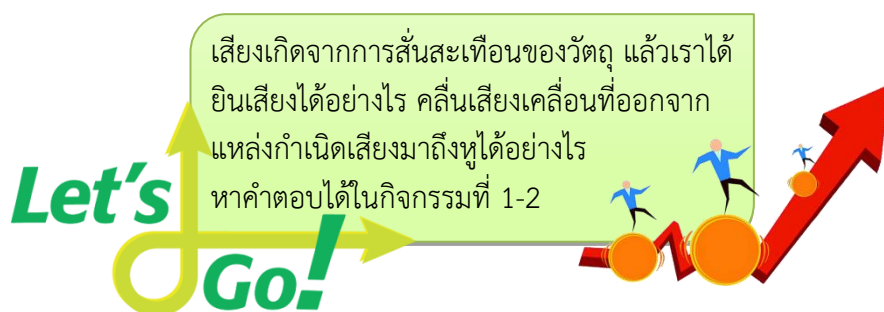 เสียงเกิดจากการสั่นสะเทือนของวัตถุ แล้วเราได้
ยินเสียงได้อย่างไร คลื่นเสียงเคลื่อนที่ออกจาก
แหล่งกำเนิดเสียงมาถึงหูได้อย่างไร
หาคำตอบได้ในกิจกรรมที่ 1-2
Let's
Go!